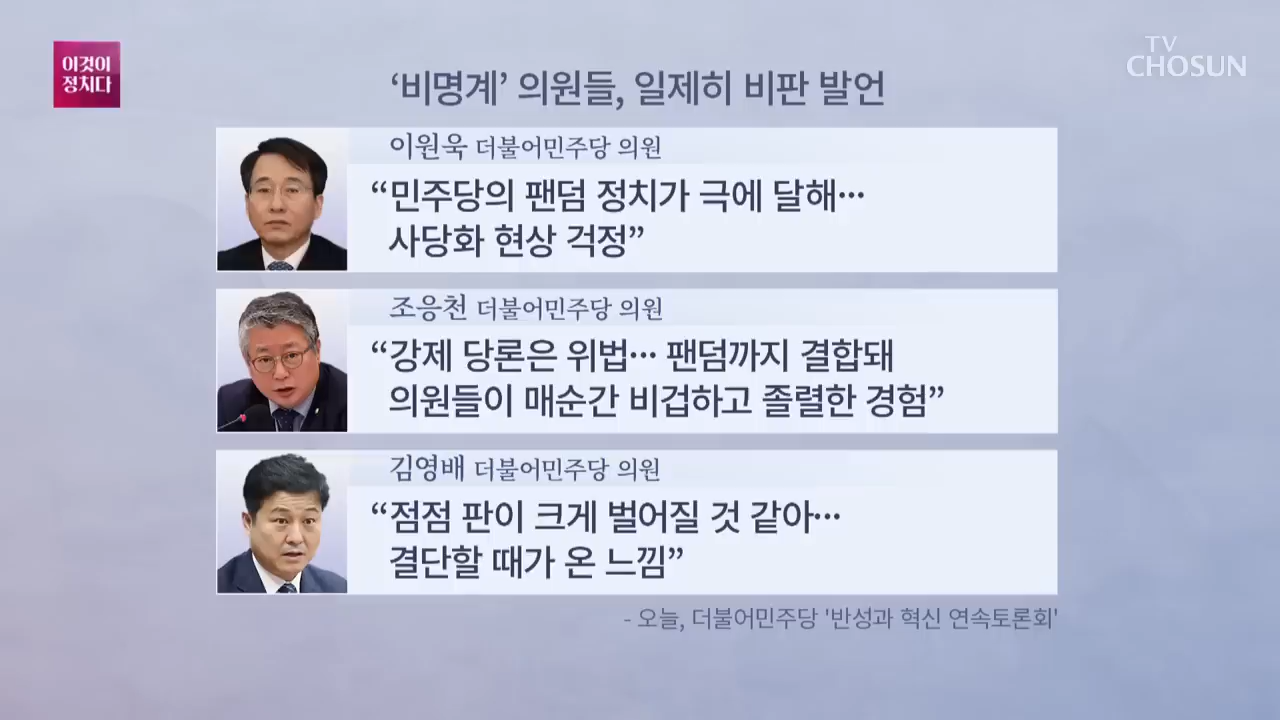 이것이
정치다
TV
CHOSUN
‘비명계’ 의원들, 일제히 비판 발언
이원욱 더불어민주당 의원
“민주당의 팬덤 정치가 극에 달해…
사당화 현상 걱정”
조응천 더불어민주당 의원
“강제 당론은 위법… 팬덤까지 결합돼
의원들이 매순간 비겁하고 졸렬한 경험”
김영배 더불어민주당 의원
“점점 판이 크게 벌어질 것 같아…
결단할 때가 온 느낌”
- 오늘, 더불어민주당 '반성과 혁신 연속토론회'